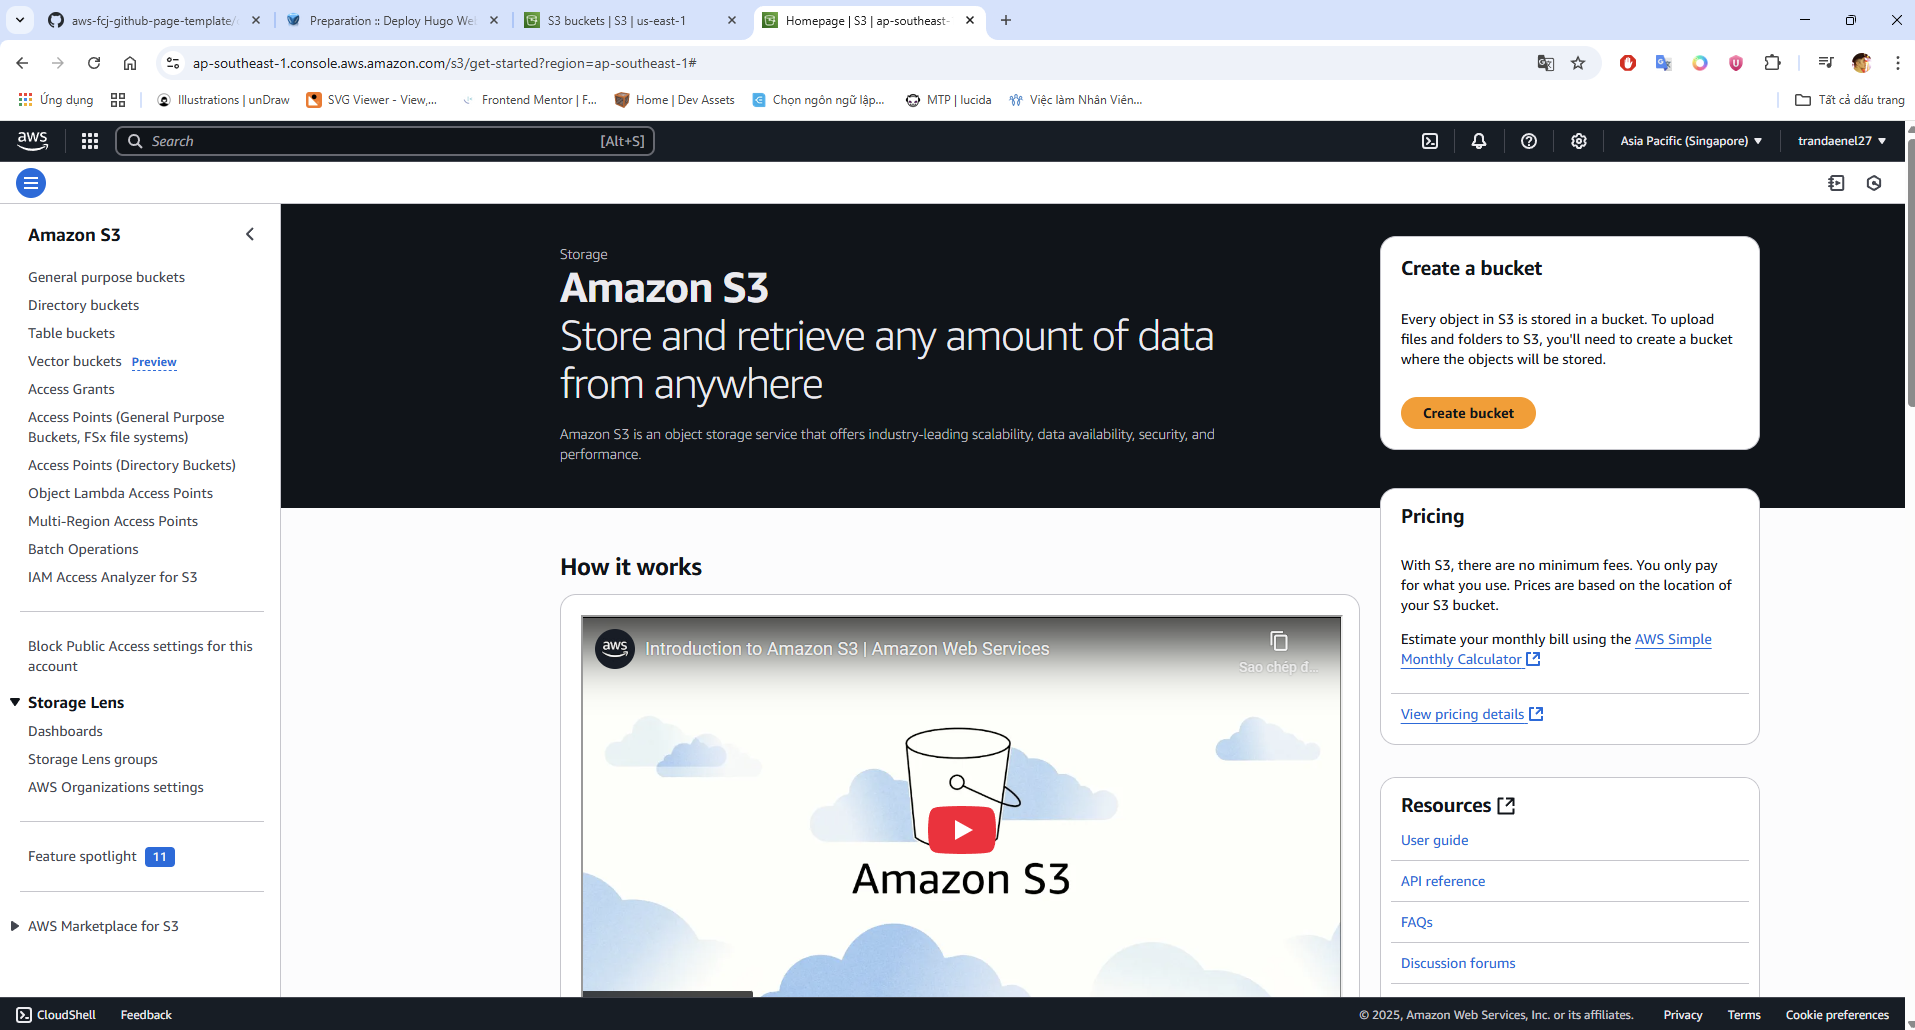 aws-fcj-github-page-template/
Preparation :: Deploy Hugo We
S3 buckets | S3 | us-east-1
Homepage | S3 | ap-southeast-
ap-southeast-1.console.aws.amazon.com/s3/get-started?region=ap-southeast-1#
Ứng dụng
Illustrations | unDraw
SVG Viewer - View,...
Frontend Mentor | F...
Home | Dev Assets
Chọn ngôn ngữ lập...
MTP | lucida
Việc làm Nhân Viên...
Tất cả dấu trang
aws
Search
[Alt+S]
Asia Pacific (Singapore)
trandaenel27
Amazon S3
General purpose buckets
Directory buckets
Table buckets
Vector buckets Preview
Access Grants
Access Points (General Purpose
Buckets, FSx file systems)
Access Points (Directory Buckets)
Object Lambda Access Points
Multi-Region Access Points
Batch Operations
IAM Access Analyzer for S3
Block Public Access settings for this
account
Storage Lens
Dashboards
Storage Lens groups
AWS Organizations settings
Feature spotlight 11
AWS Marketplace for S3
Storage
Amazon S3
Store and retrieve any amount of data
from anywhere
Amazon S3 is an object storage service that offers industry-leading scalability, data availability, security, and
performance.
How it works
aws
Introduction to Amazon S3 | Amazon Web Services
Sao chép đ...
Amazon S3
Create a bucket
Every object in S3 is stored in a bucket. To upload
files and folders to S3, you'll need to create a bucket
where the objects will be stored.
Create bucket
Pricing
With S3, there are no minimum fees. You only pay
for what you use. Prices are based on the location of
your S3 bucket.
Estimate your monthly bill using the AWS Simple
Monthly Calculator
View pricing details
Resources
User guide
API reference
FAQs
Discussion forums
CloudShell
Feedback
© 2025, Amazon Web Services, Inc. or its affiliates.
Privacy
Terms
Cookie preferences